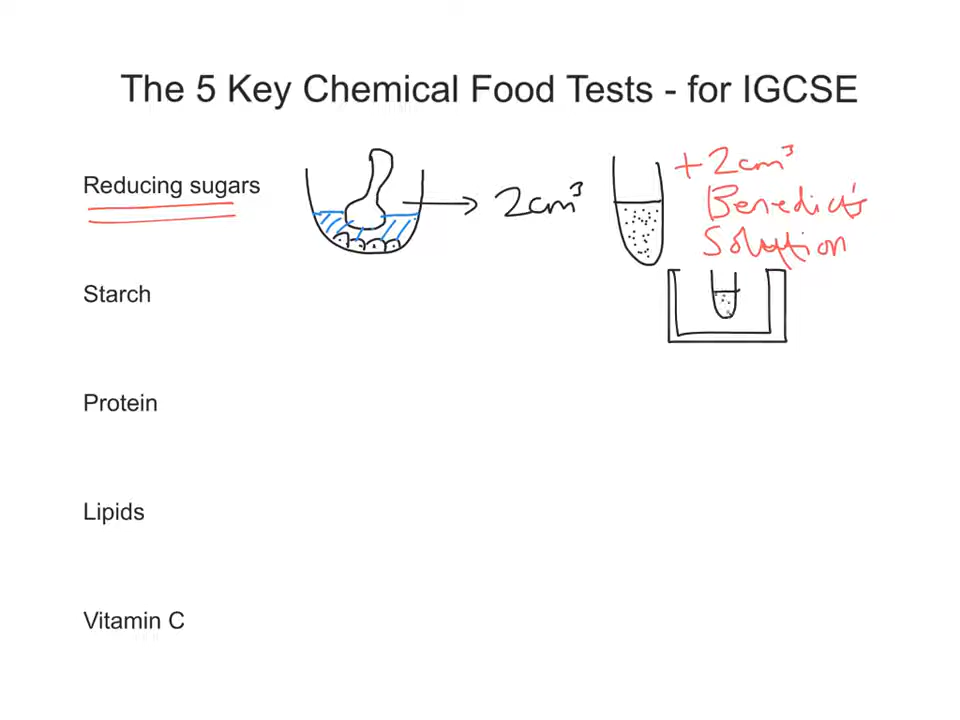 The 5 Key Chemical Food Tests - for IGCSE
Reducing sugars
2cm³
+2cm³
Benedict's
Solution
Starch
Protein
Lipids
Vitamin C